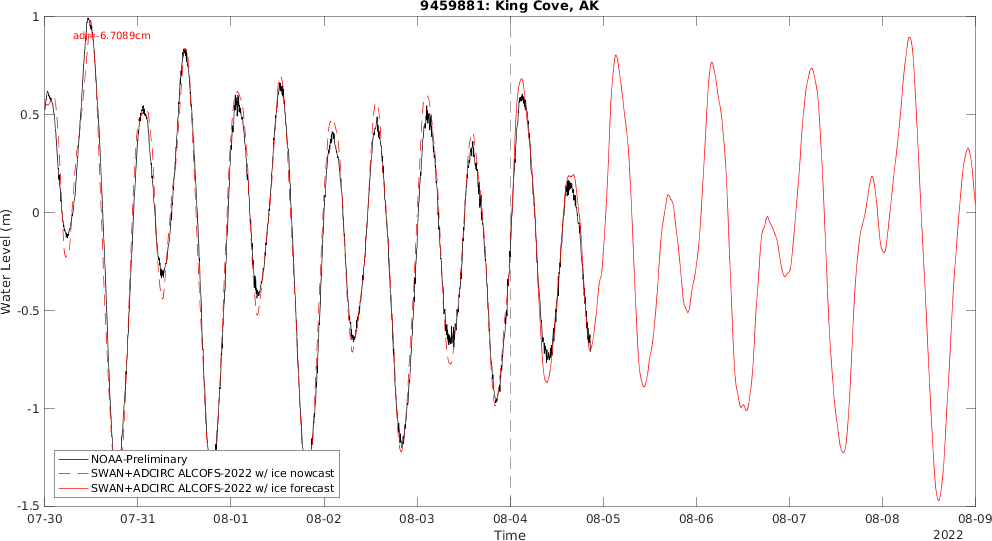 9459881: King Cove, AK
adj=-6.7089cm
Water Level (m)
1
0.5
0
-0.5
-1
-1.5
NOAA-Preliminary
SWAN+ADCIRC ALCOFS-2022 w/ ice nowcast
SWAN+ADCIRC ALCOFS-2022 w/ ice forecast
07-30 07-31 08-01 08-02 08-03 08-04 08-05 08-06 08-07 08-08 08-09
Time
2022